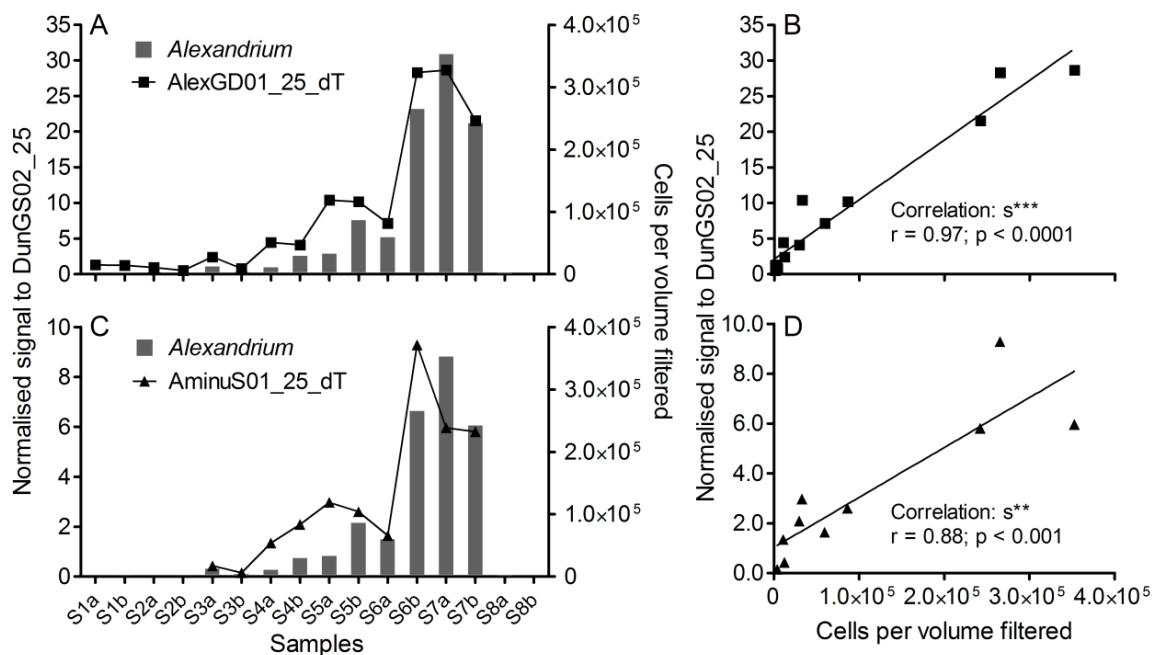 A
Alexandrium
AlexGD01_25_dT
35
30
25
20
15
10
5
0
4.0×10⁵
3.0×10⁵
2.0×10⁵
1.0×10⁵
0
B
35
30
25
20
15
10
5
0
Correlation: s***
r = 0.97; p < 0.0001
C
Alexandrium
AminuS01_25_dT
10
8
6
4
2
0
4.0×10⁵
3.0×10⁵
2.0×10⁵
1.0×10⁵
0
Normalised signal to DunGS02_25
Cells per volume filtered
S1a
S1b
S2a
S2b
S3a
S3b
S4a
S4b
S5a
S5b
S6a
S6b
S7a
S7b
S8a
S8b
Samples
D
10.0
8.0
6.0
4.0
2.0
0.0
Normalised signal to DunGS02_25
Correlation: s**
r = 0.88; p < 0.001
0
1.0×10⁵
2.0×10⁵
3.0×10⁵
4.0×10⁵
Cells per volume filtered